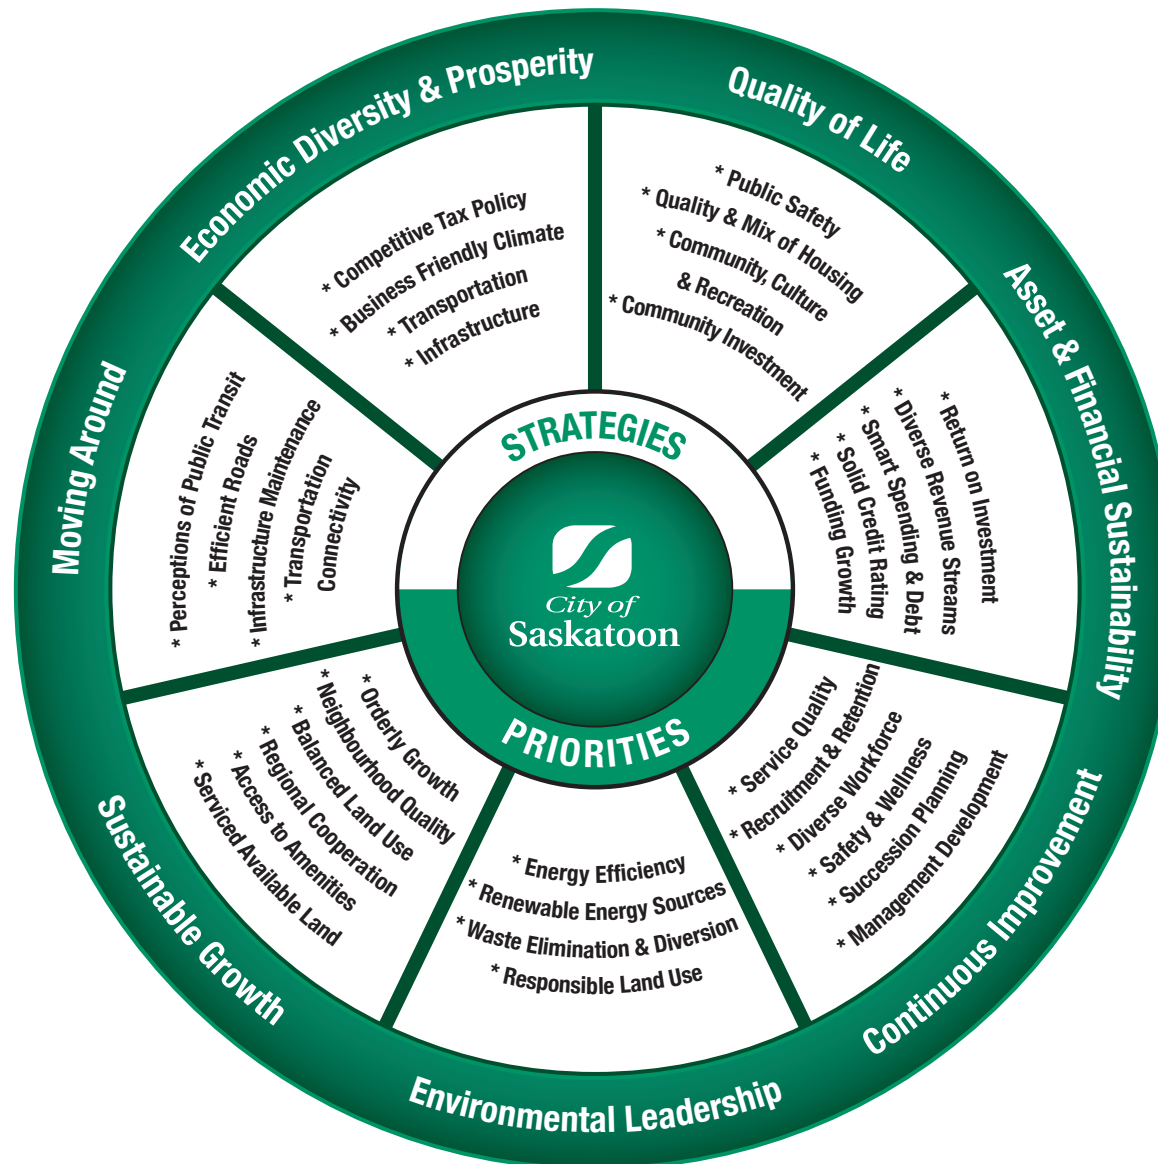 Economic Diversity & Prosperity
* Competitive Tax Policy
* Business Friendly Climate
* Transportation
* Infrastructure
Quality of Life
* Public Safety
* Quality & Mix of Housing
* Community, Culture
& Recreation
* Community Investment
Asset & Financial Sustainability
* Return on Investment
* Diverse Revenue Streams
* Smart Spending & Debt
* Solid Credit Rating
* Funding Growth
Continuous Improvement
* Service Quality
* Recruitment & Retention
* Diverse Workforce
* Safety & Wellness
* Succession Planning
* Management Development
Environmental Leadership
* Energy Efficiency
* Renewable Energy Sources
* Waste Elimination & Diversion
* Responsible Land Use
Sustainable Growth
* Orderly Growth
* Neighbourhood Quality
* Balanced Land Use
* Regional Cooperation
* Access to Amenities
* Serviced Available Land
Moving Around
* Perceptions of Public Transit
* Efficient Roads
* Infrastructure Maintenance
* Transportation
Connectivity
STRATEGIES
City of
Saskatoon
PRIORITIES